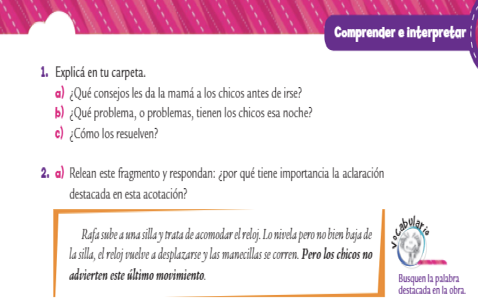 Comprender e interpretar
1. Explicá en tu carpeta.
a) ¿Qué consejos les da la mamá a los chicos antes de irse?
b) ¿Qué problema, o problemas, tienen los chicos esa noche?
c) ¿Cómo los resuelven?
2. a) Relean este fragmento y respondan: ¿por qué tiene importancia la aclaración
destacada en esta acotación?
Rafa sube a una silla y trata de acomodar el reloj. Lo nivela pero no bien baja de
la silla, el reloj vuelve a desplazarse y las manecillas se corren. Pero los chicos no
advierten este último movimiento.
Vocabulario
Busquen la palabra
destacada en la obra.